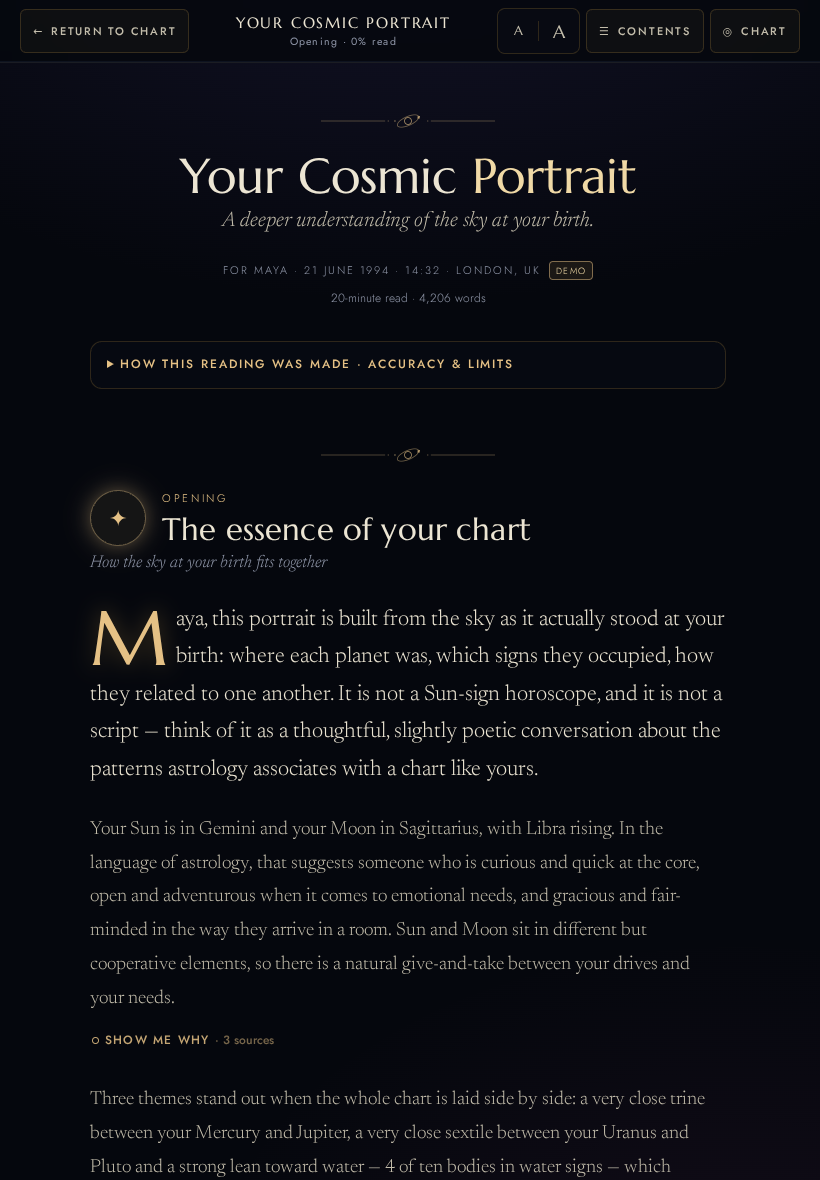 ← RETURN TO CHART
YOUR COSMIC PORTRAIT
Opening · 0% read
A A
☰ CONTENTS
◎ CHART
Your Cosmic Portrait
A deeper understanding of the sky at your birth.
FOR MAYA · 21 JUNE 1994 · 14:32 · LONDON, UK DEMO
20-minute read · 4,206 words
HOW THIS READING WAS MADE · ACCURACY & LIMITS
OPENING
The essence of your chart
How the sky at your birth fits together
Maya, this portrait is built from the sky as it actually stood at your
birth: where each planet was, which signs they occupied, how
they related to one another. It is not a Sun-sign horoscope, and it is not a
script — think of it as a thoughtful, slightly poetic conversation about the
patterns astrology associates with a chart like yours.
Your Sun is in Gemini and your Moon in Sagittarius, with Libra rising. In the
language of astrology, that suggests someone who is curious and quick at the core,
open and adventurous when it comes to emotional needs, and gracious and fair-
minded in the way they arrive in a room. Sun and Moon sit in different but
cooperative elements, so there is a natural give-and-take between your drives and
your needs.
SHOW ME WHY · 3 sources
Three themes stand out when the whole chart is laid side by side: a very close trine
between your Mercury and Jupiter, a very close sextile between your Uranus and
Pluto and a strong lean toward water — 4 of ten bodies in water signs — which